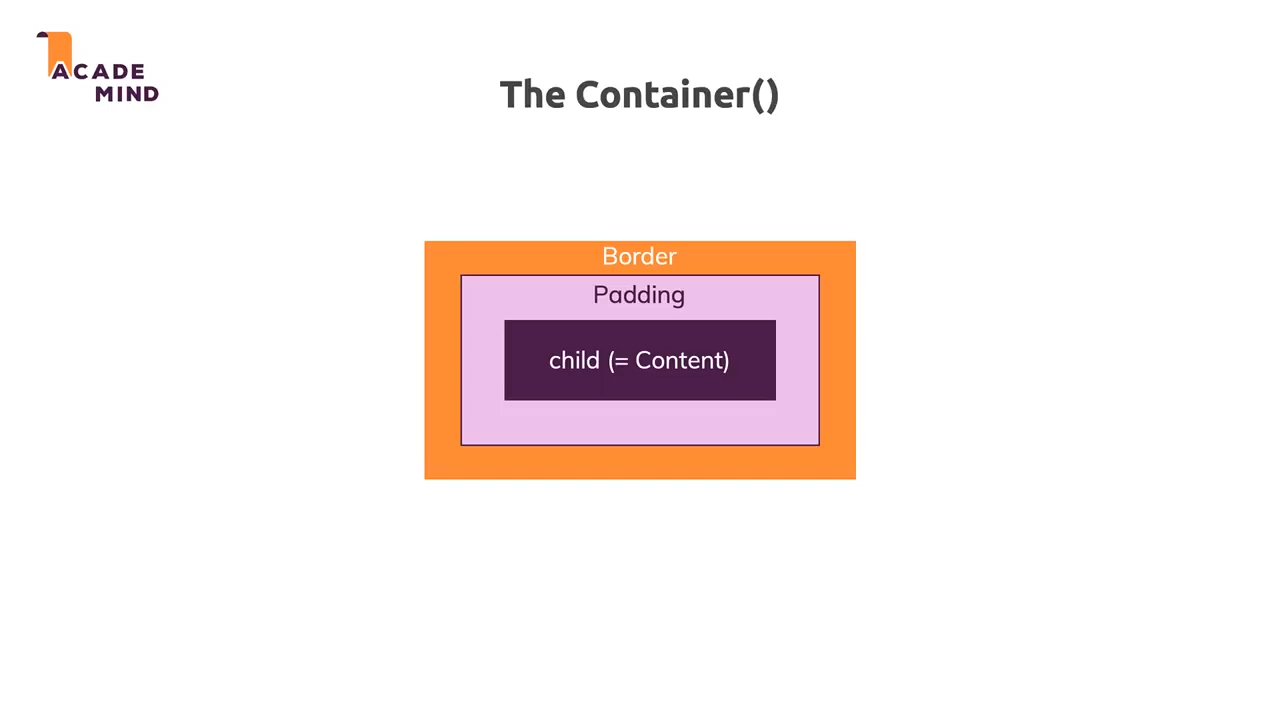 ACADE
MIND
The Container()
Border
Padding
child (= Content)